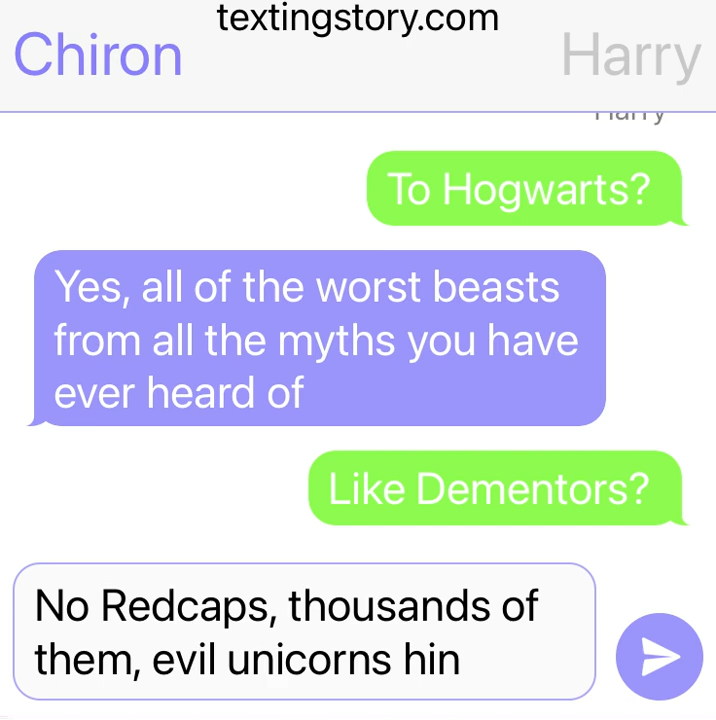 textingstory.com
Chiron
Harry
Harry
To Hogwarts?
Yes, all of the worst beasts
from all the myths you have
ever heard of
Like Dementors?
No Redcaps, thousands of
them, evil unicorns hin